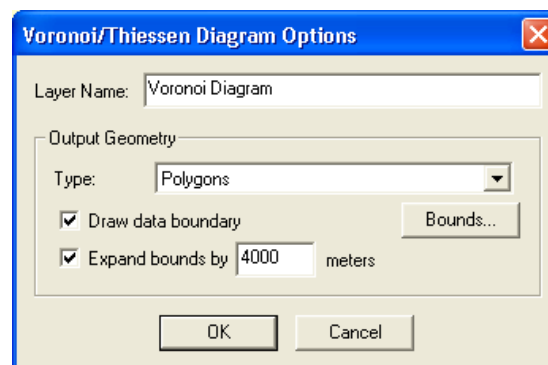 Voronoi/Thiessen Diagram Options
Layer Name: Voronoi Diagram
Output Geometry
Type: Polygons
Draw data boundary Bounds...
Expand bounds by 4000 meters
OK Cancel